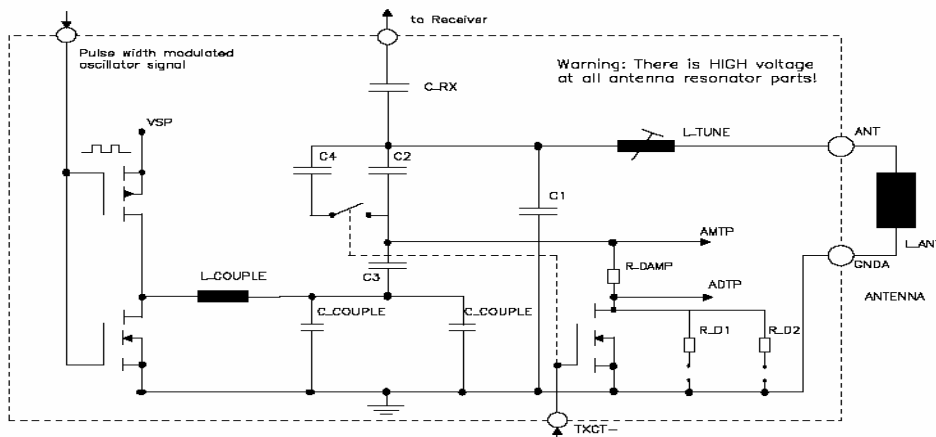 to Receiver
Pulse width modulated
oscillator signal
Warning: There is HIGH voltage
at all antenna resonator parts!
C_RX
VSP
L_TUNE
ANT
C4
C2
C1
AMTP
L_ANT
GNDA
C3
R_DAMP
L_COUPLE
ADTP
ANTENNA
C_COUPLE
C_COUPLE
R_D1
R_D2
TXCT-